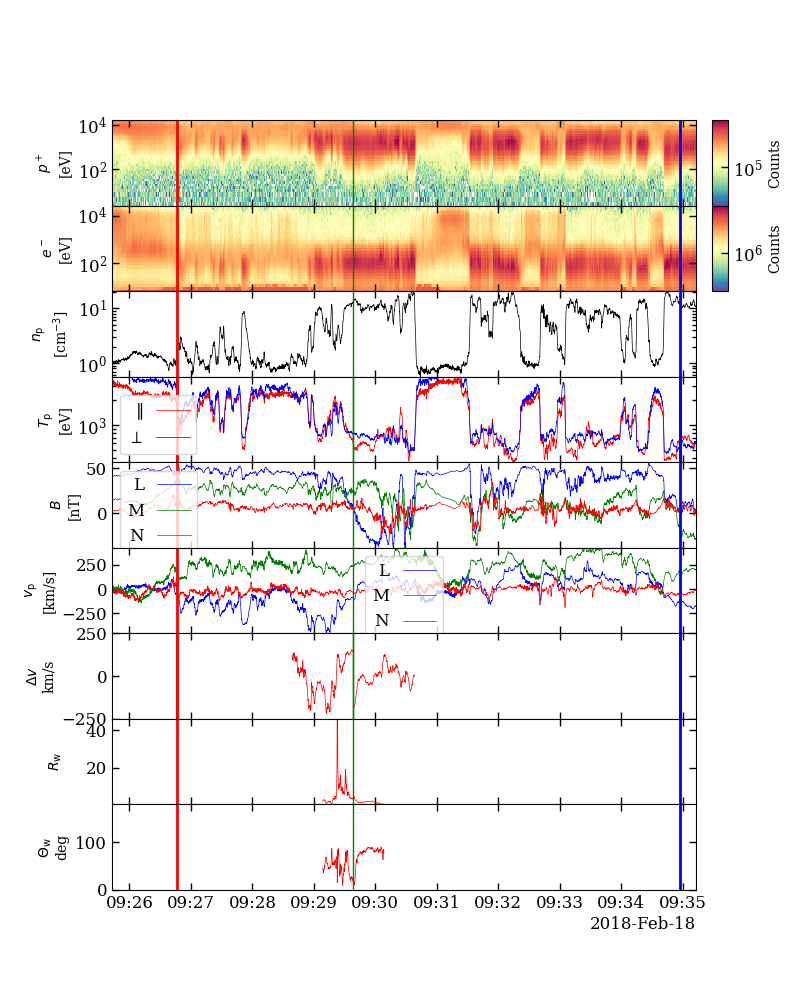 10⁴
10²
p⁺
[eV]
10⁵
Counts
10⁴
10²
e⁻
[eV]
10⁶
Counts
10¹
10⁰
nₚ
[cm⁻³]
10³
Tₚ
[eV]
∥
⊥
50
0
B
[nT]
L
M
N
250
0
−250
vₚ
[km/s]
L
M
N
250
0
−250
Δv
km/s
40
20
R_w
100
0
Θ_w
deg
09:26 09:27 09:28 09:29 09:30 09:31 09:32 09:33 09:34 09:35
2018-Feb-18